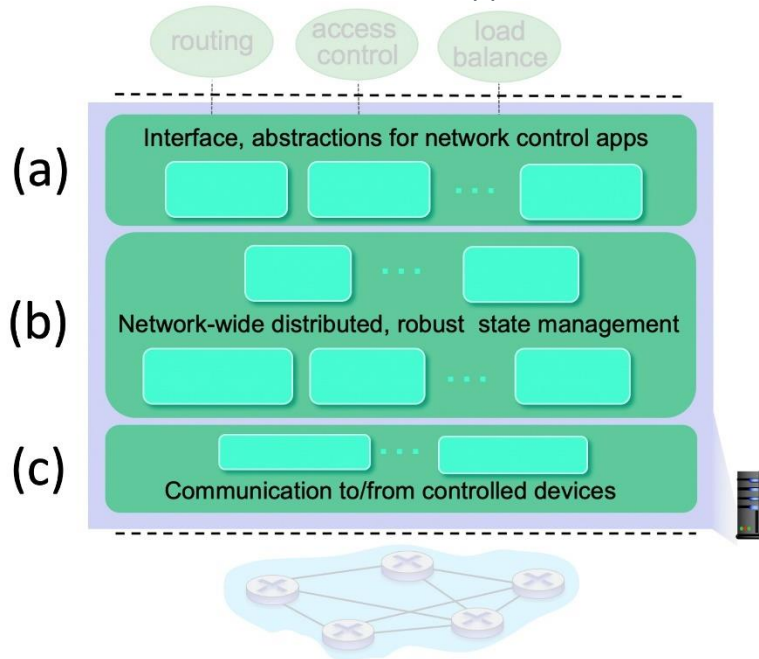 routing
access
control
load
balance
(a)
Interface, abstractions for network control apps
(b)
Network-wide distributed, robust state management
(c)
Communication to/from controlled devices